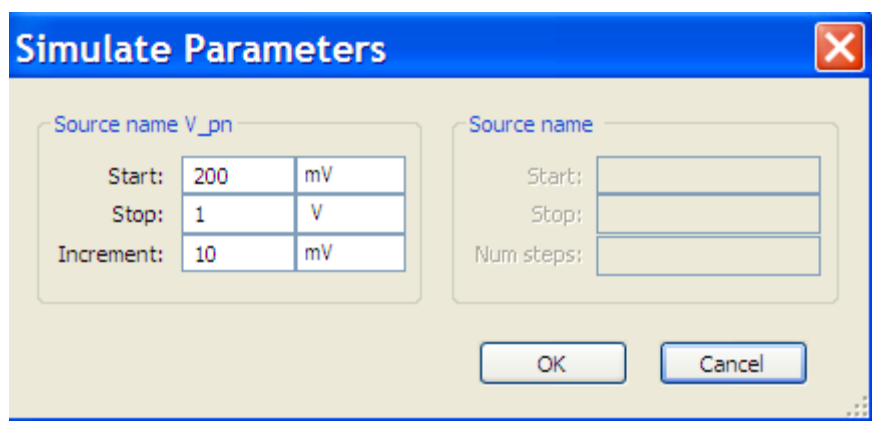 Simulate Parameters
Source name V_pn
Start: 200 mV
Stop: 1 V
Increment: 10 mV
Source name
Start:
Stop:
Num steps:
OK Cancel